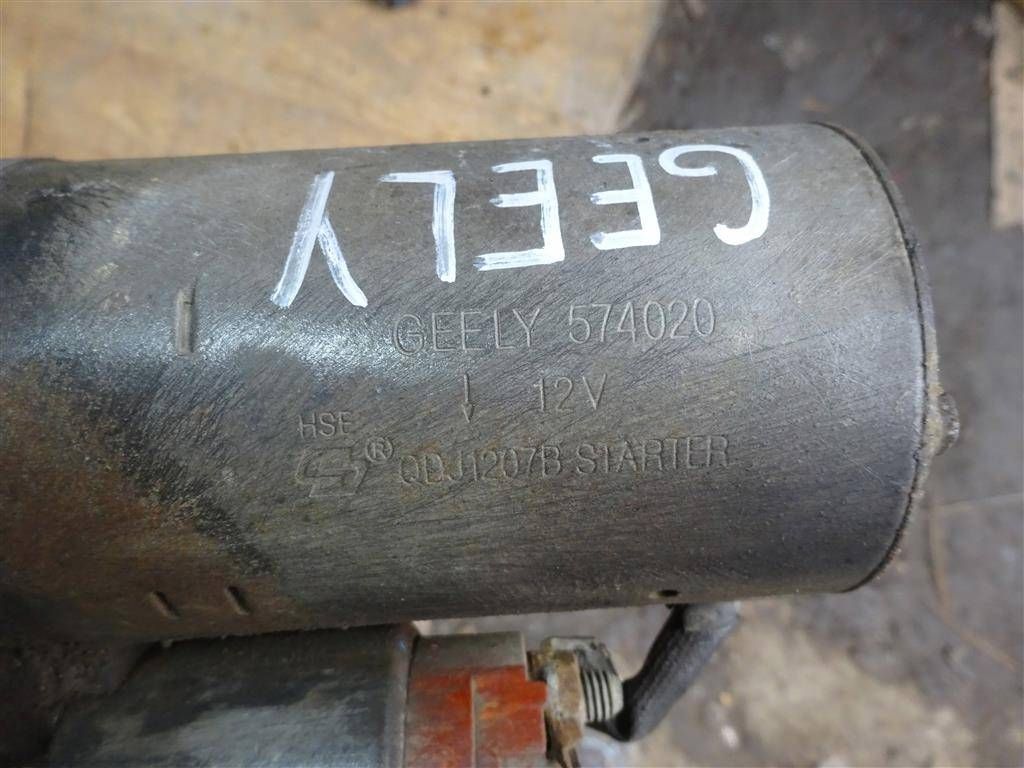 GEELY
GEELY 574020
12V
HSE
® QDJ1207B STARTER